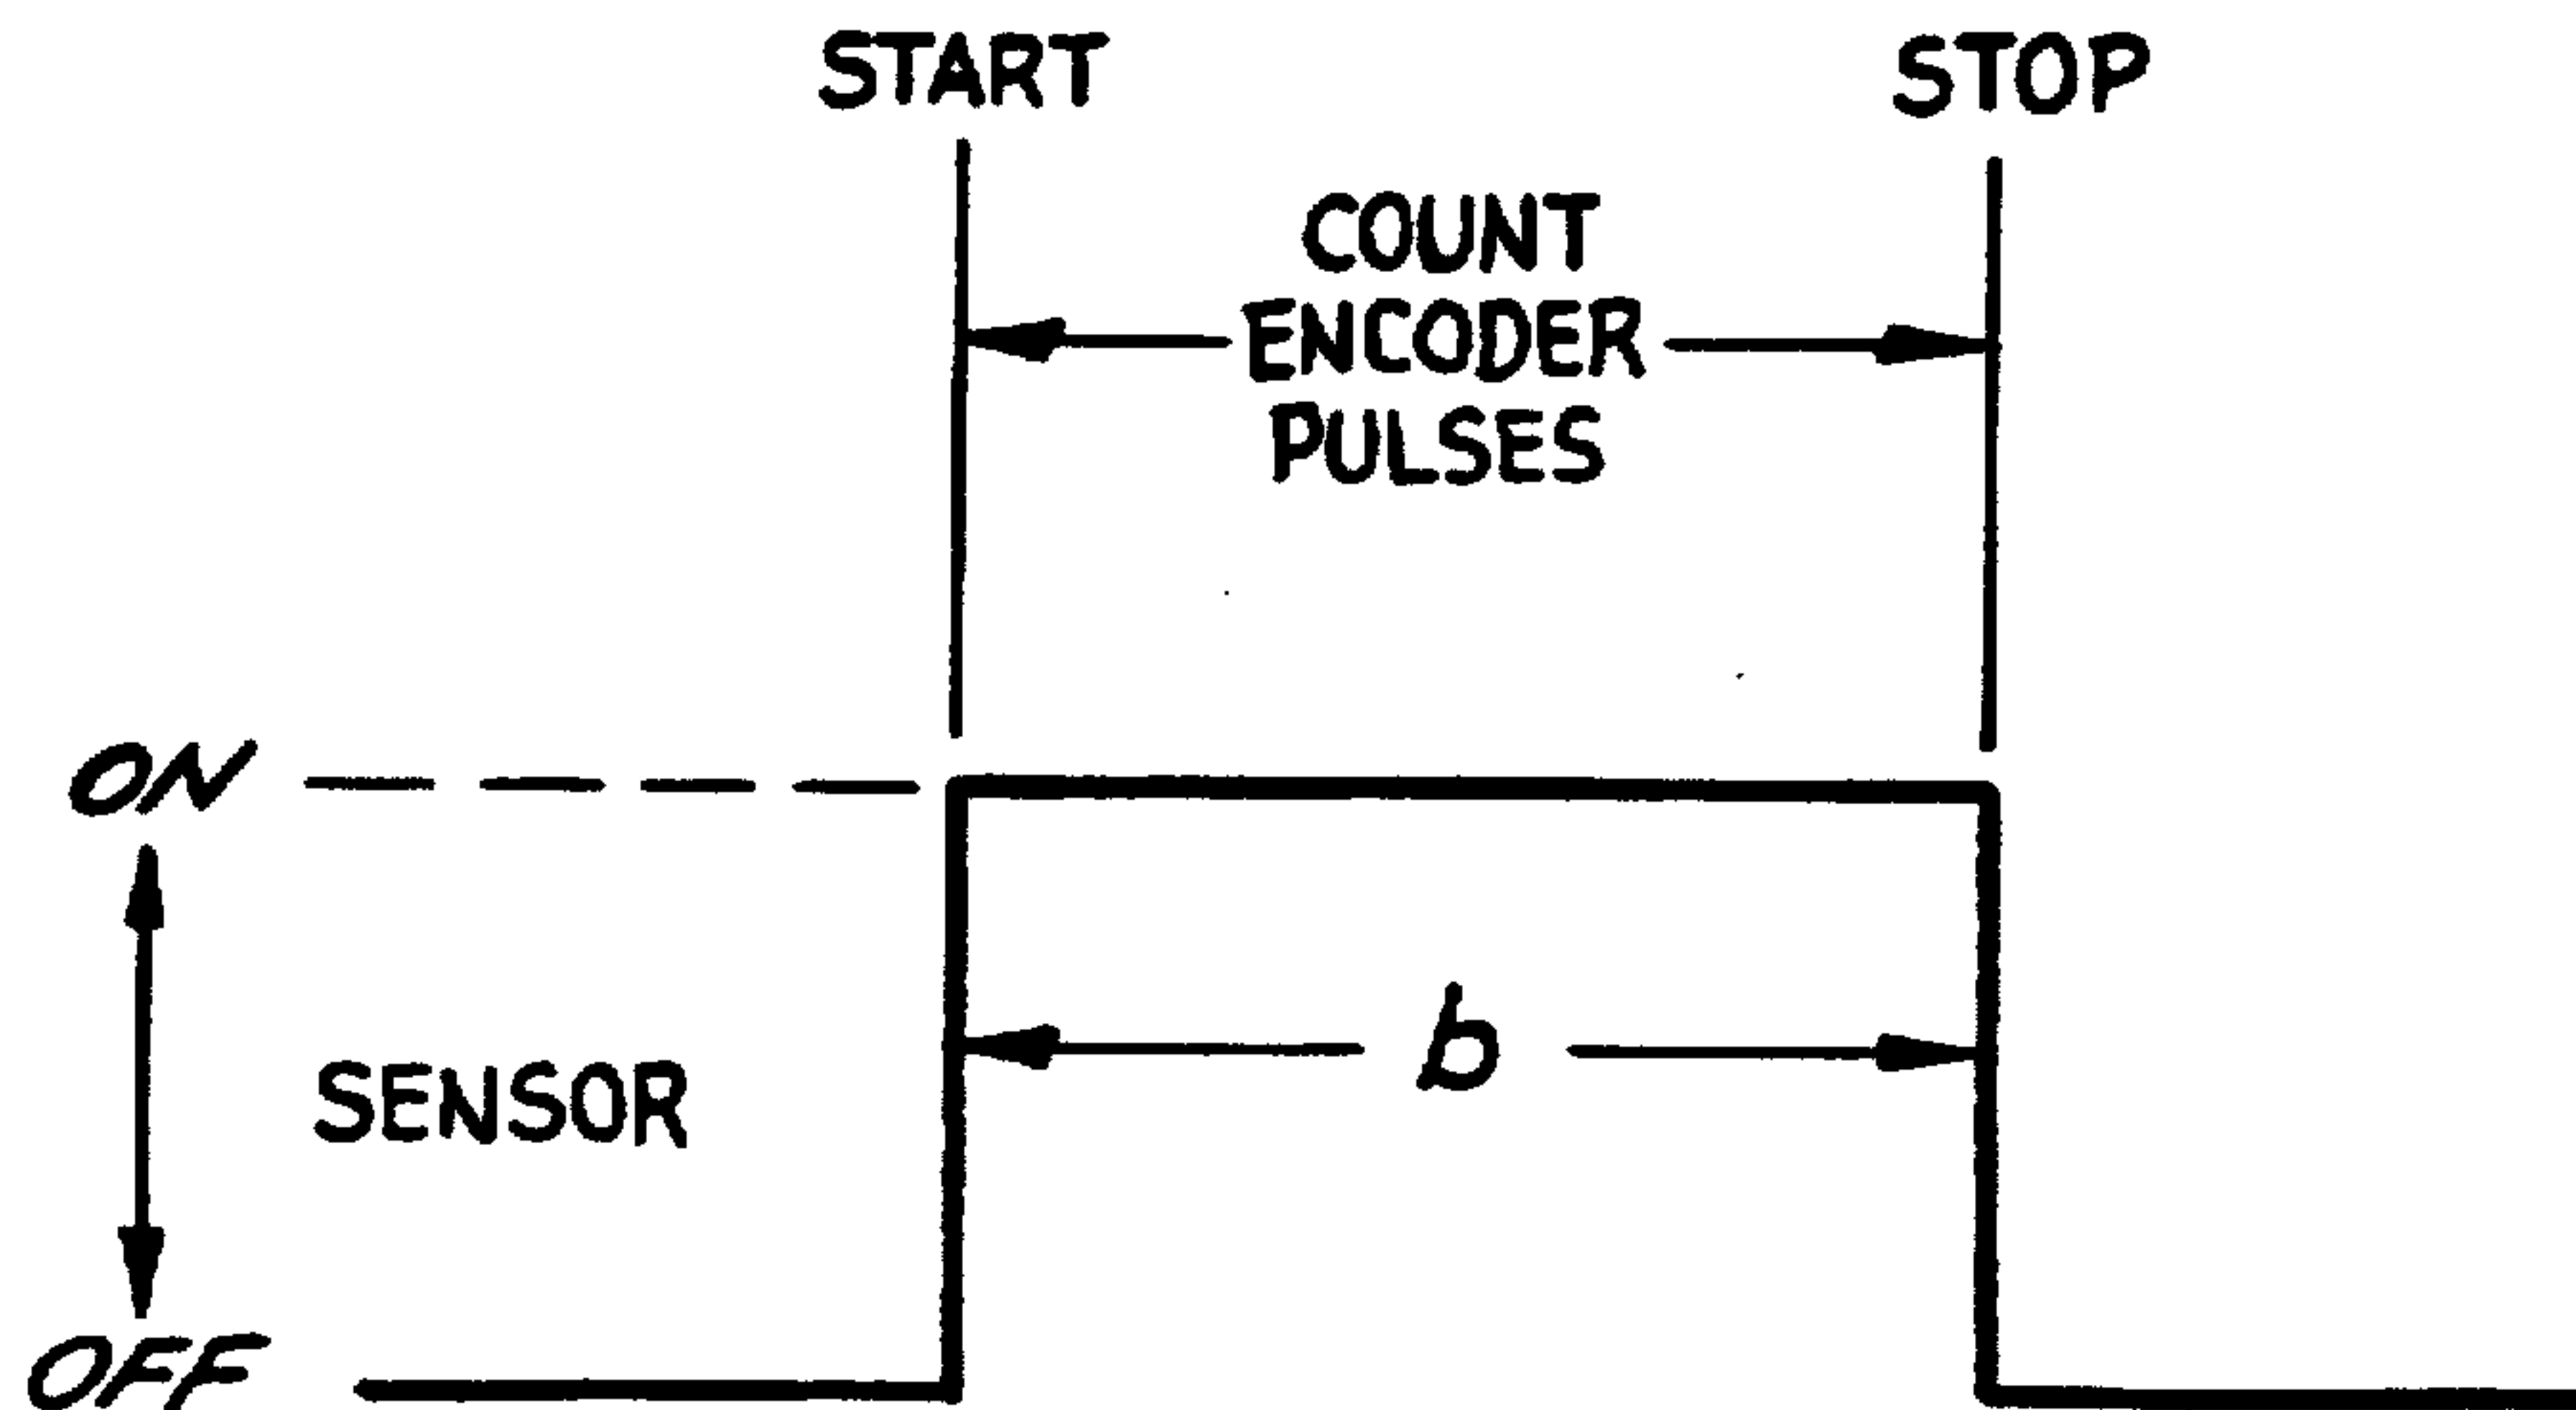 START
STOP
COUNT
ENCODER
PULSES
ON
b
SENSOR
OFF